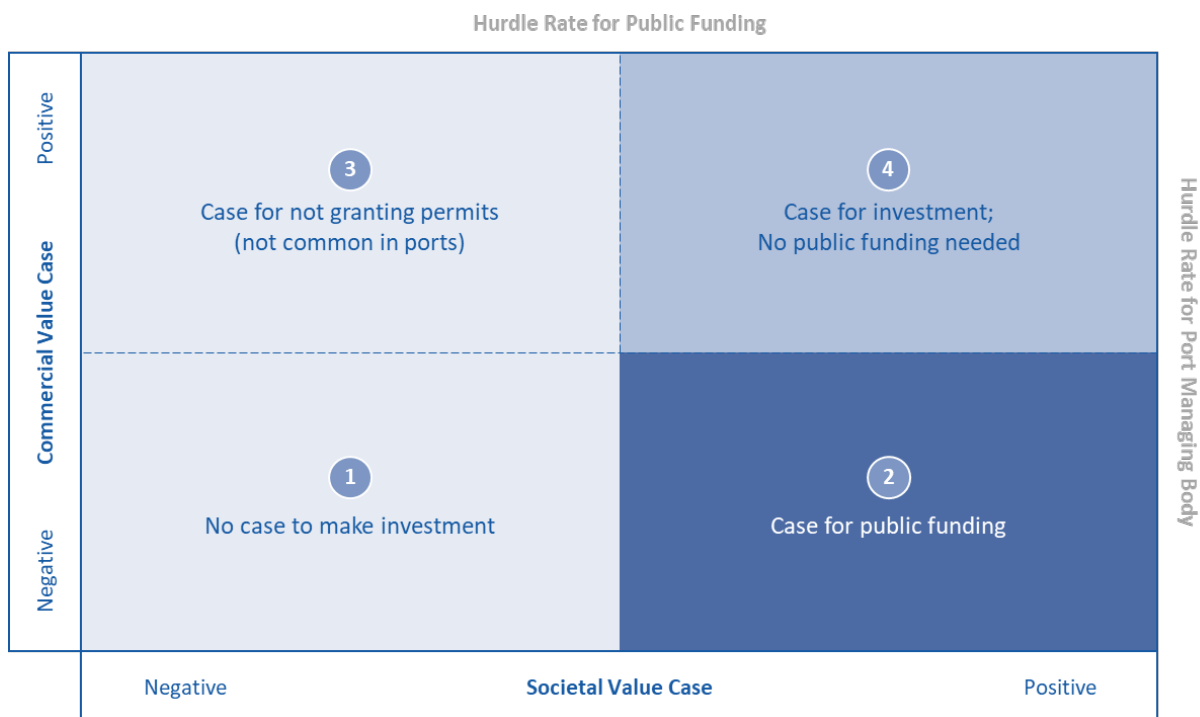 Hurdle Rate for Public Funding
Positive
Commercial Value Case
Negative
3
Case for not granting permits
(not common in ports)
4
Case for investment;
No public funding needed
1
No case to make investment
2
Case for public funding
Hurdle Rate for Port Managing Body
Negative
Societal Value Case
Positive